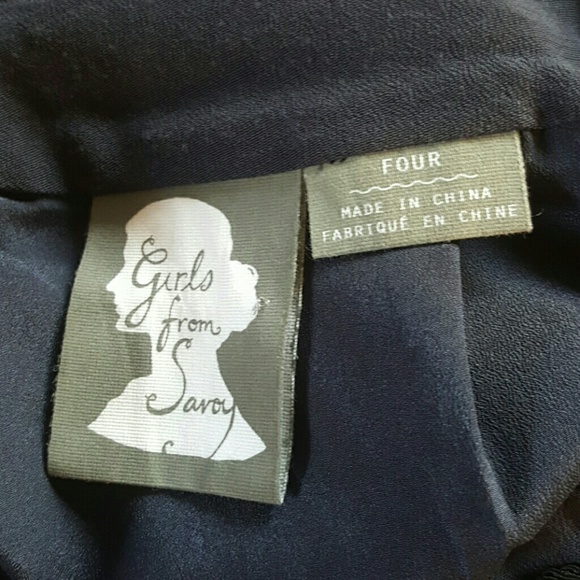 Girls
from
Savoy
FOUR
MADE IN CHINA
FABRIQUÉ EN CHINE